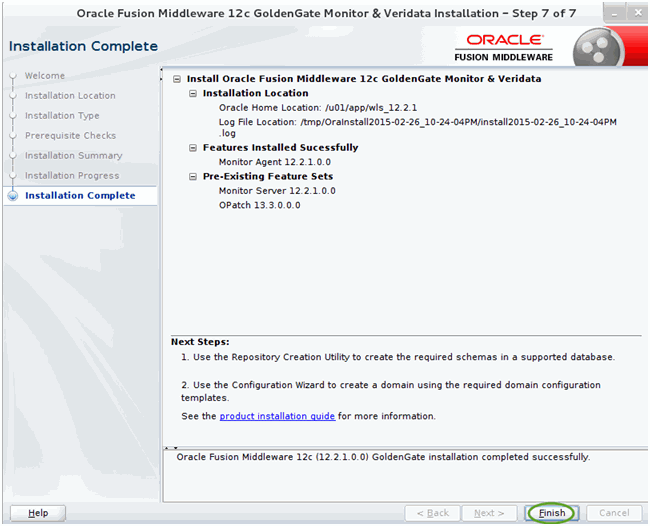 Oracle Fusion Middleware 12c GoldenGate Monitor & Veridata Installation - Step 7 of 7
Installation Complete
ORACLE
FUSION MIDDLEWARE
Welcome
Installation Location
Installation Type
Prerequisite Checks
Installation Summary
Installation Progress
Installation Complete
Install Oracle Fusion Middleware 12c GoldenGate Monitor & Veridata
Installation Location
Oracle Home Location: /u01/app/wls_12.2.1
Log File Location: /tmp/OraInstall2015-02-26_10-24-04PM/install2015-02-26_10-24-04PM
.log
Features Installed Sucessfully
Monitor Agent 12.2.1.0.0
Pre-Existing Feature Sets
Monitor Server 12.2.1.0.0
OPatch 13.3.0.0.0
Next Steps:
1. Use the Repository Creation Utility to create the required schemas in a supported database.
2. Use the Configuration Wizard to create a domain using the required domain configuration
templates.
See the product installation guide for more information.
Oracle Fusion Middleware 12c (12.2.1.0.0) GoldenGate installation completed successfully.
Help
< Back
Next >
Finish
Cancel